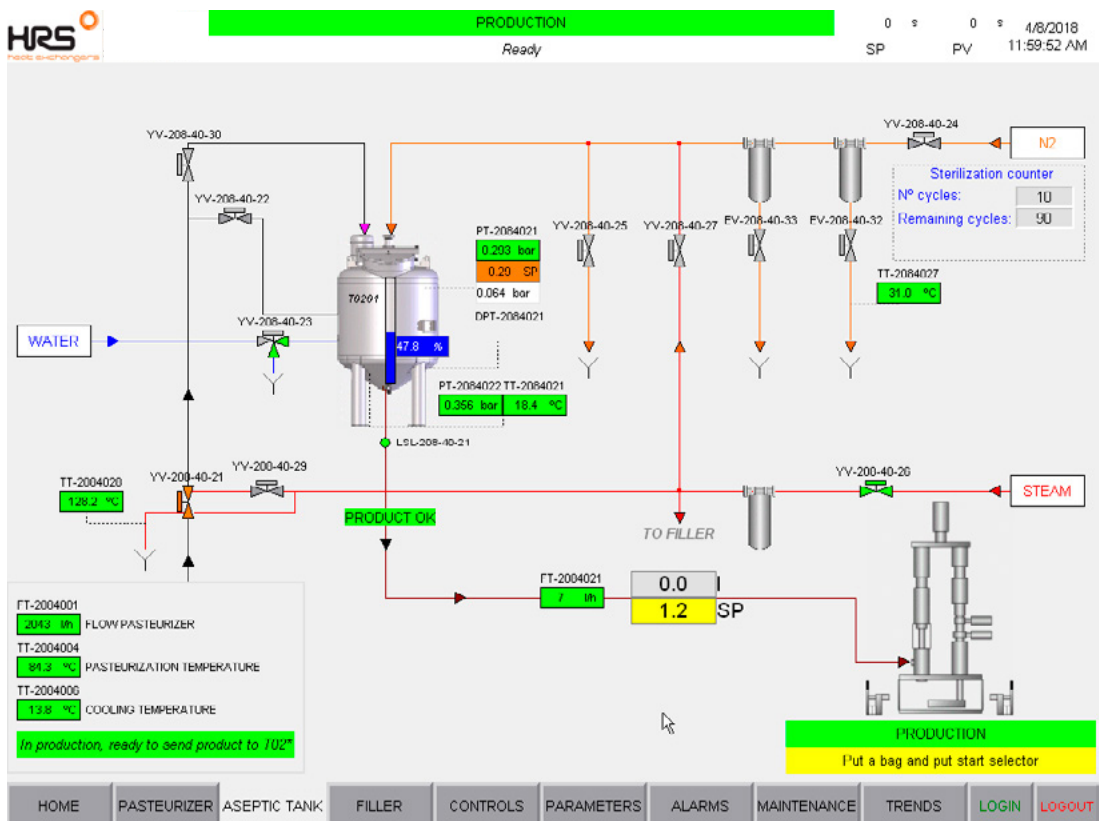 HRS
heat exchangers
PRODUCTION
Ready
0 s 0 s
SP PV
4/8/2018
11:59:52 AM
YV-208-40-30
YV-208-40-24
N2
Sterilization counter
Nº cycles: 10
Remaining cycles: 90
YV-208-40-22
PT-2084021
0.293 bar
0.29 SP
0.064 bar
DPT-2084021
YV-208-40-25
YV-208-40-27
EV-208-40-33
EV-208-40-32
TT-2084027
31.0 ºC
T0201
YV-208-40-23
WATER
47.8 %
PT-2084022 TT-2084021
0.356 bar 18.4 ºC
LSL-208-40-21
TT-2004020
128.2 ºC
YV-200-40-21
YV-200-40-29
YV-200-40-26
STEAM
PRODUCT OK
TO FILLER
FT-2004021
7 l/h
0.0 l
1.2 SP
FT-2004001
2043 l/h FLOW PASTEURIZER
TT-2004004
84.3 ºC PASTEURIZATION TEMPERATURE
TT-2004006
13.8 ºC COOLING TEMPERATURE
In production, ready to send product to T02*
PRODUCTION
Put a bag and put start selector
HOME PASTEURIZER ASEPTIC TANK FILLER CONTROLS PARAMETERS ALARMS MAINTENANCE TRENDS LOGIN LOGOUT